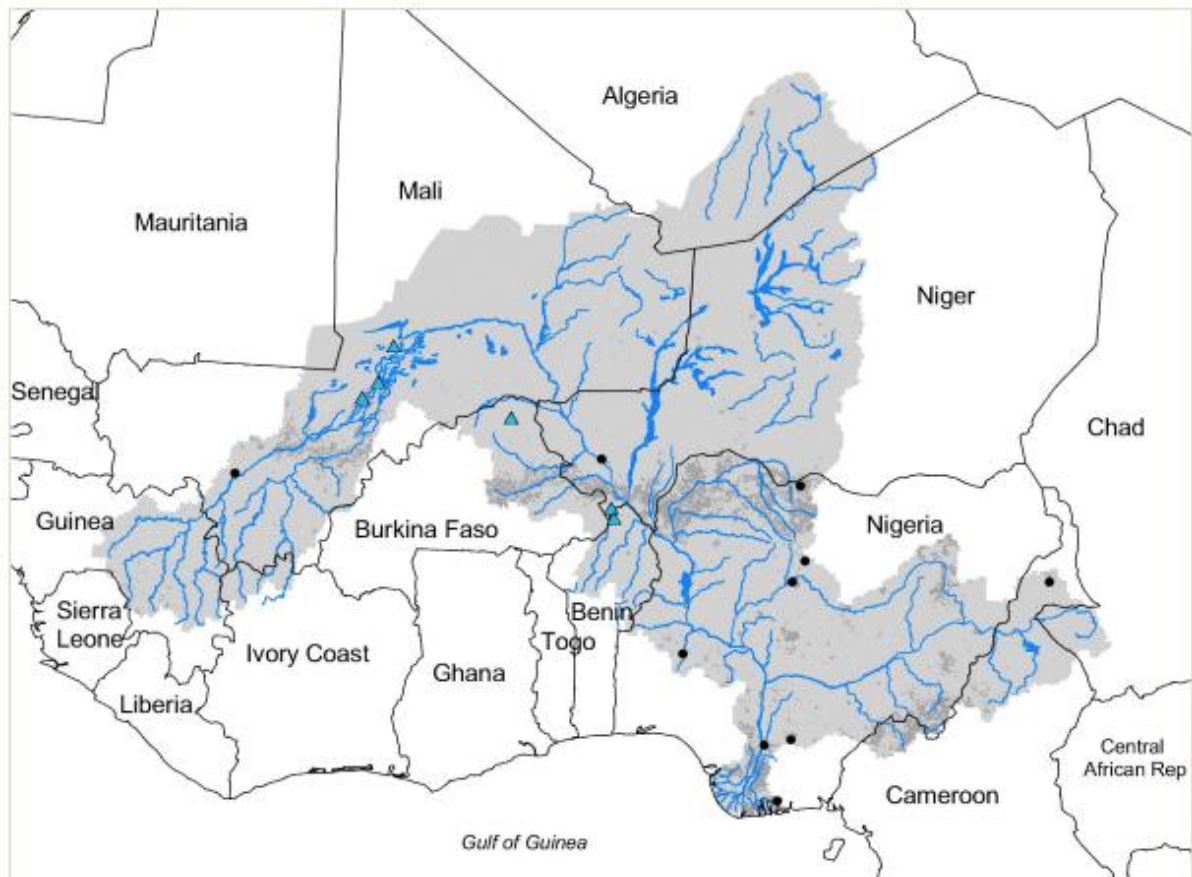 Algeria
Mali
Mauritania
Niger
Senegal
Chad
Guinea
Nigeria
Burkina Faso
Sierra
Leone
Benin
Togo
Ivory Coast
Ghana
Liberia
Central
African Rep
Cameroon
Gulf of Guinea